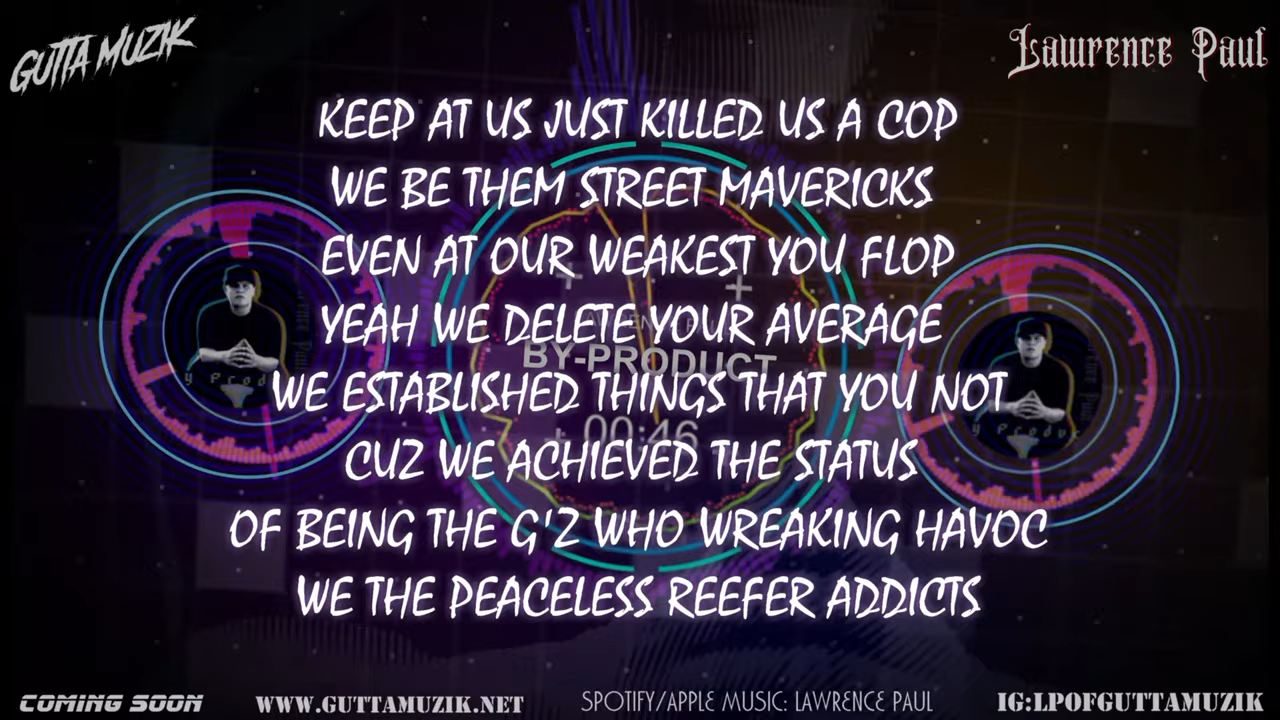 GUTTA MUZIK
Lawrence Paul
KEEP AT US JUST KILLED US A COP
WE BE THEM STREET MAVERICKS
EVEN AT OUR WEAKEST YOU FLOP
YEAH WE DELETE YOUR AVERAGE
BY-PRODUCT
WE ESTABLISHED THINGS THAT YOU NOT
00:46
CUZ WE ACHIEVED THE STATUS
OF BEING THE G'Z WHO WREAKING HAVOC
WE THE PEACELESS REEFER ADDICTS
COMING SOON
WWW.GUTTAMUZIK.NET
SPOTIFY/APPLE MUSIC: LAWRENCE PAUL
IG:LPOFGUTTAMUZIK